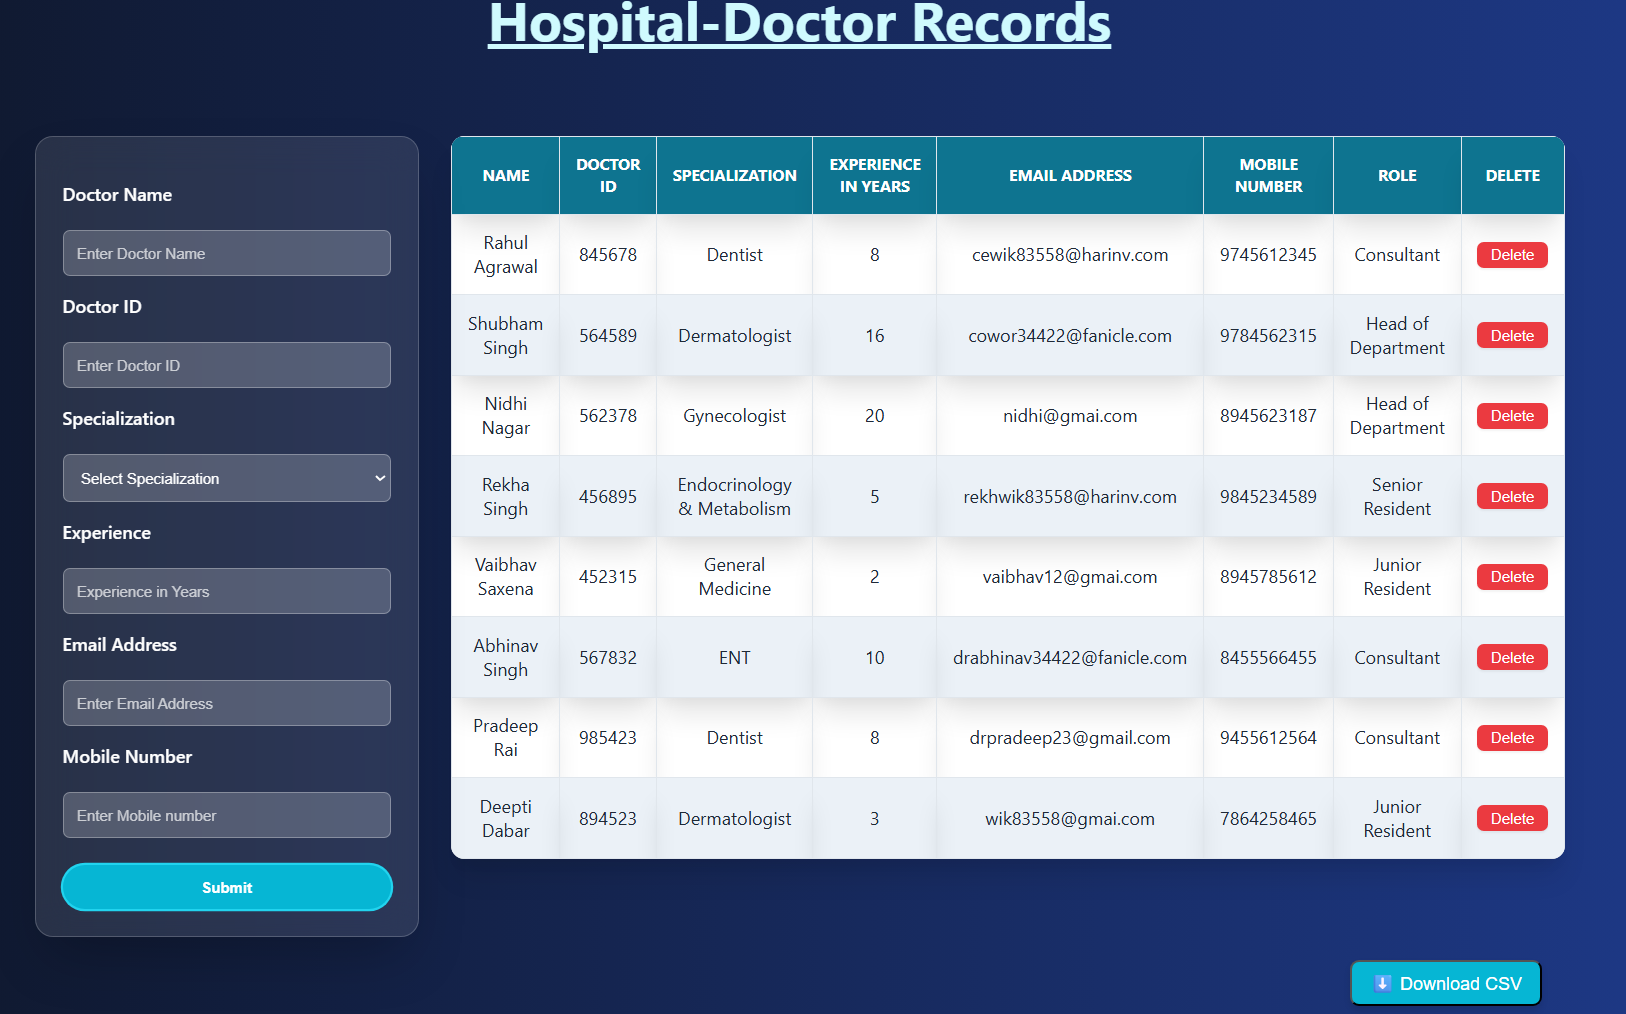 Hospital-Doctor Records
Doctor Name
Enter Doctor Name
Doctor ID
Enter Doctor ID
Specialization
Select Specialization
Experience
Experience in Years
Email Address
Enter Email Address
Mobile Number
Enter Mobile number
Submit
NAME DOCTOR ID SPECIALIZATION EXPERIENCE IN YEARS EMAIL ADDRESS MOBILE NUMBER ROLE DELETE
Rahul Agrawal 845678 Dentist 8 cewik83558@harinv.com 9745612345 Consultant Delete
Shubham Singh 564589 Dermatologist 16 cowor34422@fanicle.com 9784562315 Head of Department Delete
Nidhi Nagar 562378 Gynecologist 20 nidhi@gmai.com 8945623187 Head of Department Delete
Rekha Singh 456895 Endocrinology & Metabolism 5 rekhwik83558@harinv.com 9845234589 Senior Resident Delete
Vaibhav Saxena 452315 General Medicine 2 vaibhav12@gmai.com 8945785612 Junior Resident Delete
Abhinav Singh 567832 ENT 10 drabhinav34422@fanicle.com 8455566455 Consultant Delete
Pradeep Rai 985423 Dentist 8 drpradeep23@gmail.com 9455612564 Consultant Delete
Deepti Dabar 894523 Dermatologist 3 wik83558@gmai.com 7864258465 Junior Resident Delete
⬇️ Download CSV